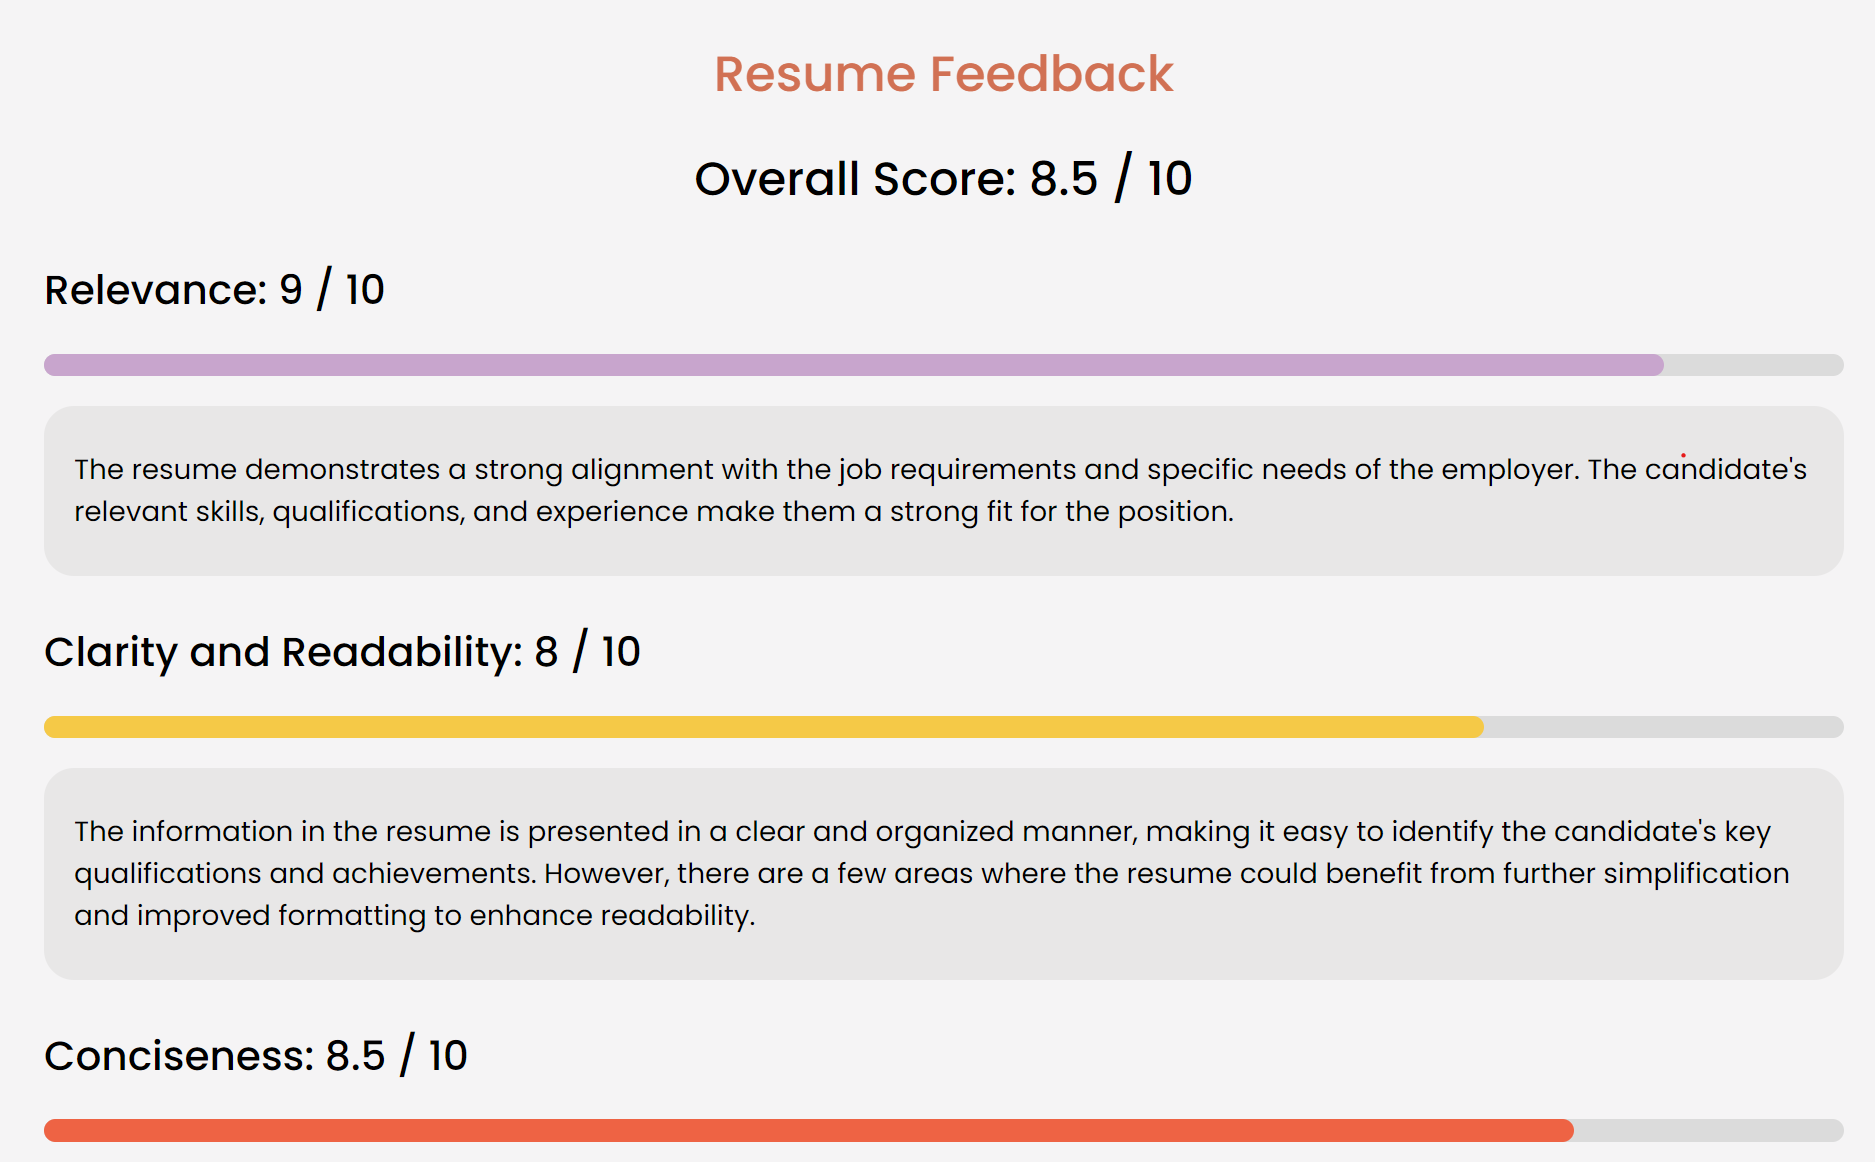 Resume Feedback
Overall Score: 8.5 / 10
Relevance: 9 / 10
The resume demonstrates a strong alignment with the job requirements and specific needs of the employer. The candidate's
relevant skills, qualifications, and experience make them a strong fit for the position.
Clarity and Readability: 8 / 10
The information in the resume is presented in a clear and organized manner, making it easy to identify the candidate's key
qualifications and achievements. However, there are a few areas where the resume could benefit from further simplification
and improved formatting to enhance readability.
Conciseness: 8.5 / 10